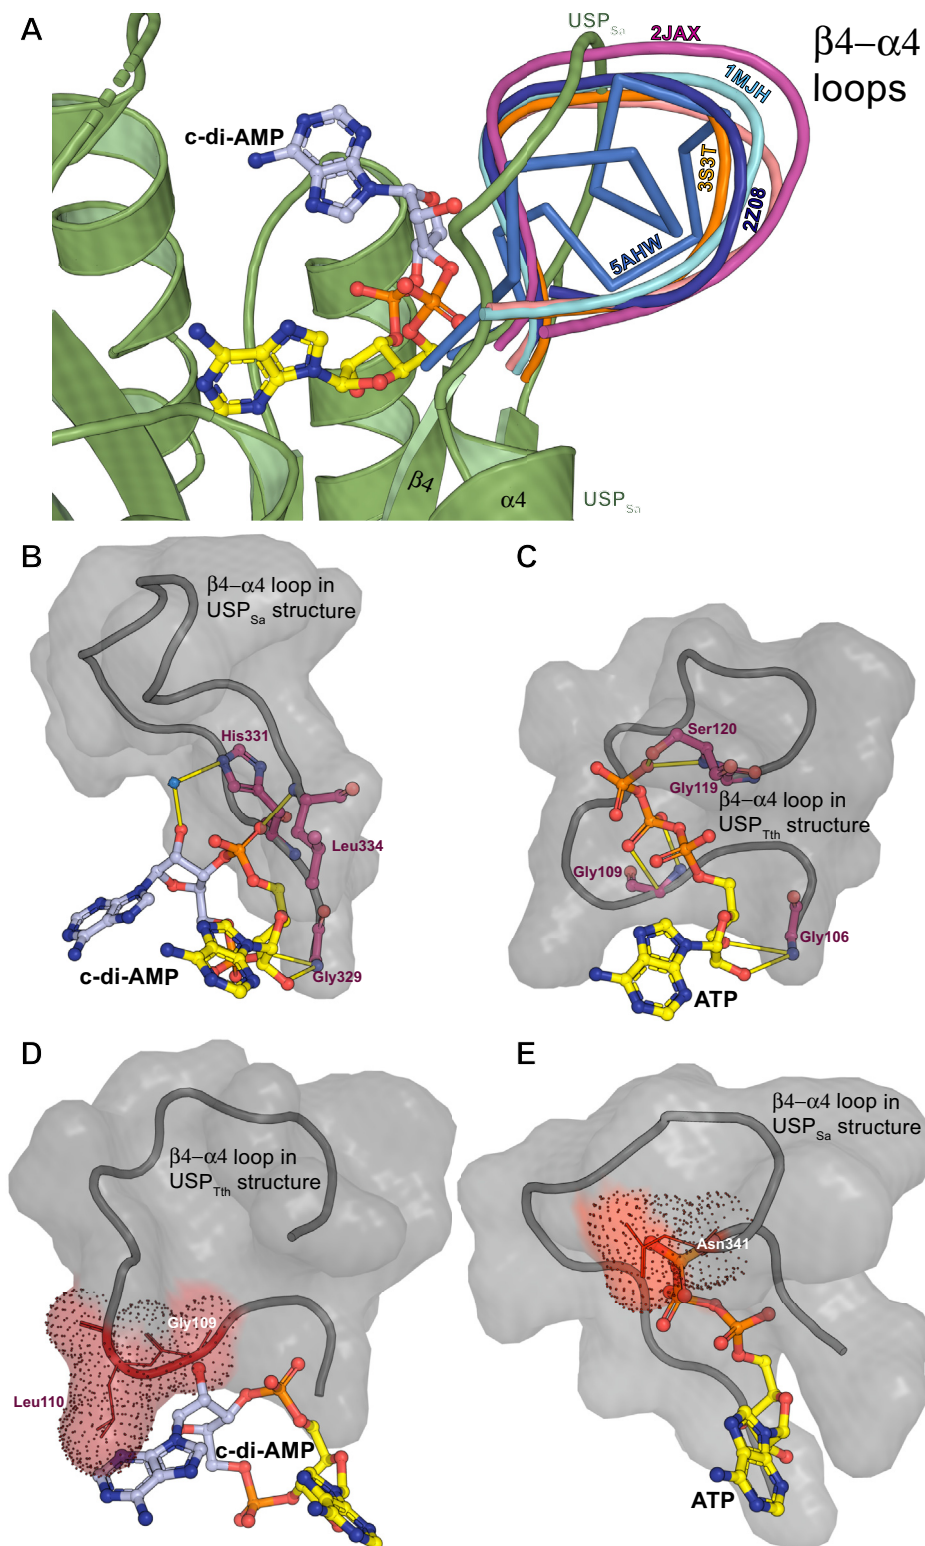 A
USPSa
2JAX
β4–α4
loops
1MJH
c-di-AMP
3S3T
2Z08
5AHW
β4
α4
USPSa
B
β4–α4 loop in
USPSa structure
His331
Leu334
c-di-AMP
Gly329
C
Ser120
Gly119
β4–α4 loop in
USPTth structure
Gly109
Gly106
ATP
D
β4–α4 loop in
USPTth structure
Gly109
Leu110
c-di-AMP
E
β4–α4 loop in
USPSa structure
Asn341
ATP